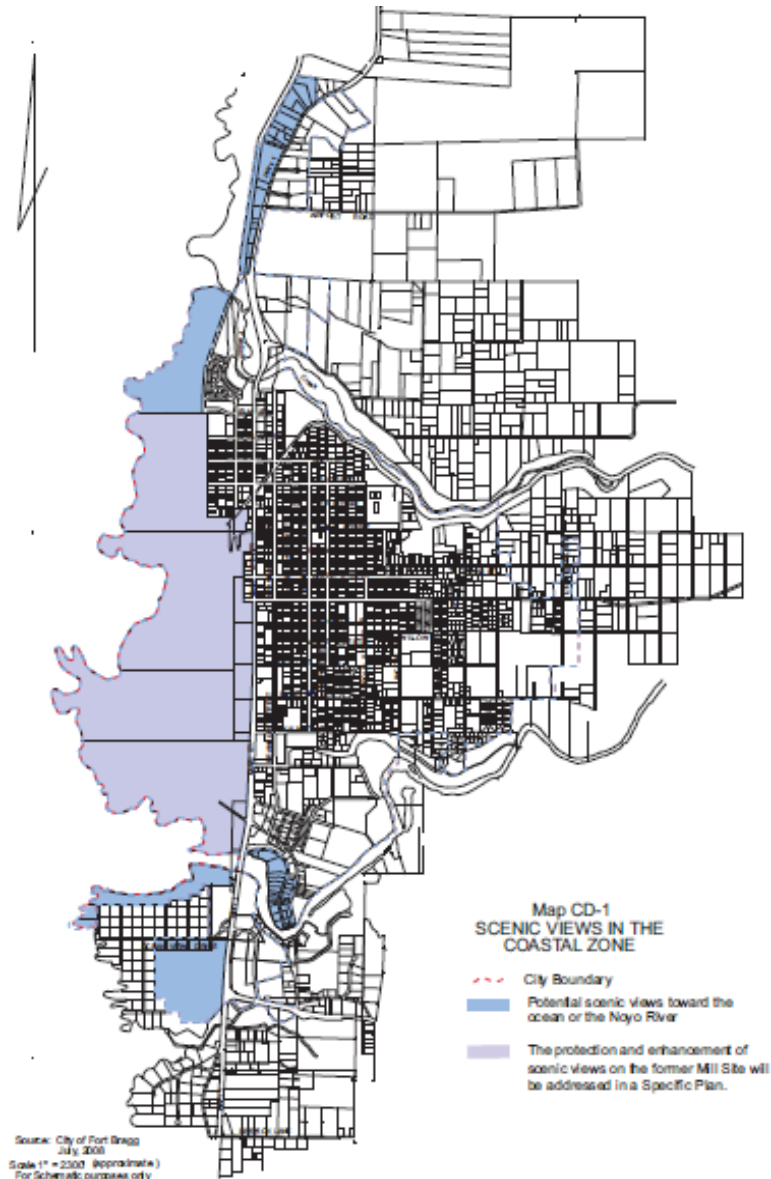 Map CD-1
SCENIC VIEWS IN THE
COASTAL ZONE
City Boundary
Potential scenic views toward the
ocean or the Noyo River
The protection and enhancement of
scenic views on the former Mill Site will
be addressed in a Specific Plan.
Source: City of Fort Bragg
July, 2008
Scale 1" = 2300' (approximate)
For Schematic purposes only